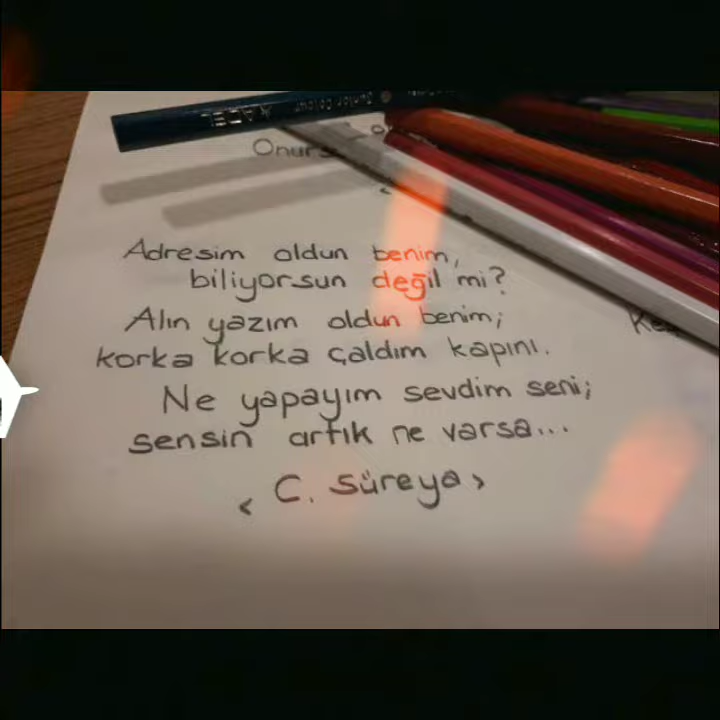 ADEL
Adresim oldun benim,
biliyorsun değil mi?
Alın yazım oldun benim;
korka korka çaldım kapını.
Ne yapayım sevdim seni;
sensin artık ne varsa...
< C. Süreya >